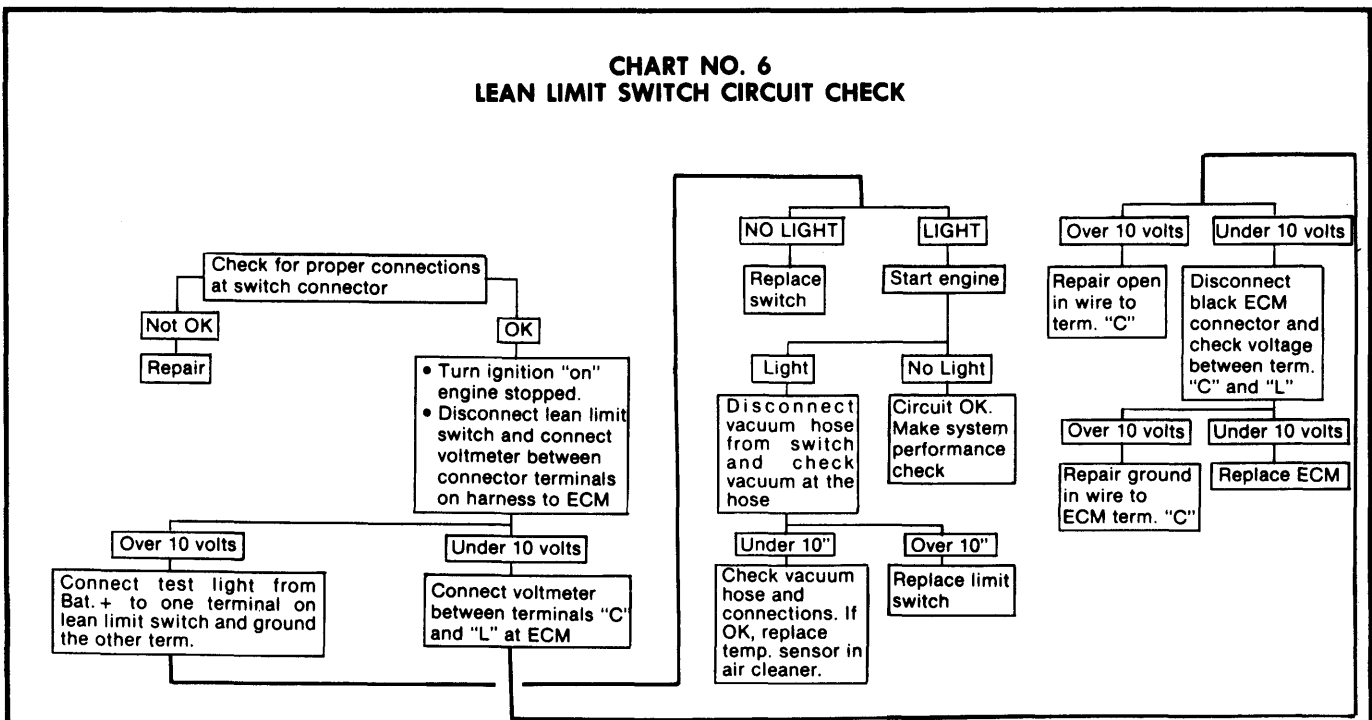 CHART NO. 6
LEAN LIMIT SWITCH CIRCUIT CHECK
Check for proper connections
at switch connector
Not OK
Repair
OK
• Turn ignition "on"
engine stopped.
• Disconnect lean limit
switch and connect
voltmeter between
connector terminals
on harness to ECM
Over 10 volts
Connect test light from
Bat. + to one terminal on
lean limit switch and ground
the other term.
Under 10 volts
Connect voltmeter
between terminals "C"
and "L" at ECM
NO LIGHT
Replace
switch
LIGHT
Start engine
Light
Disconnect
vacuum hose
from switch
and check
vacuum at the
hose
No Light
Circuit OK.
Make system
performance
check
Under 10"
Check vacuum
hose and
connections. If
OK, replace
temp. sensor in
air cleaner.
Over 10"
Replace limit
switch
Over 10 volts
Repair open
in wire to
term. "C"
Under 10 volts
Disconnect
black ECM
connector and
check voltage
between term.
"C" and "L"
Over 10 volts
Repair ground
in wire to
ECM term. "C"
Under 10 volts
Replace ECM